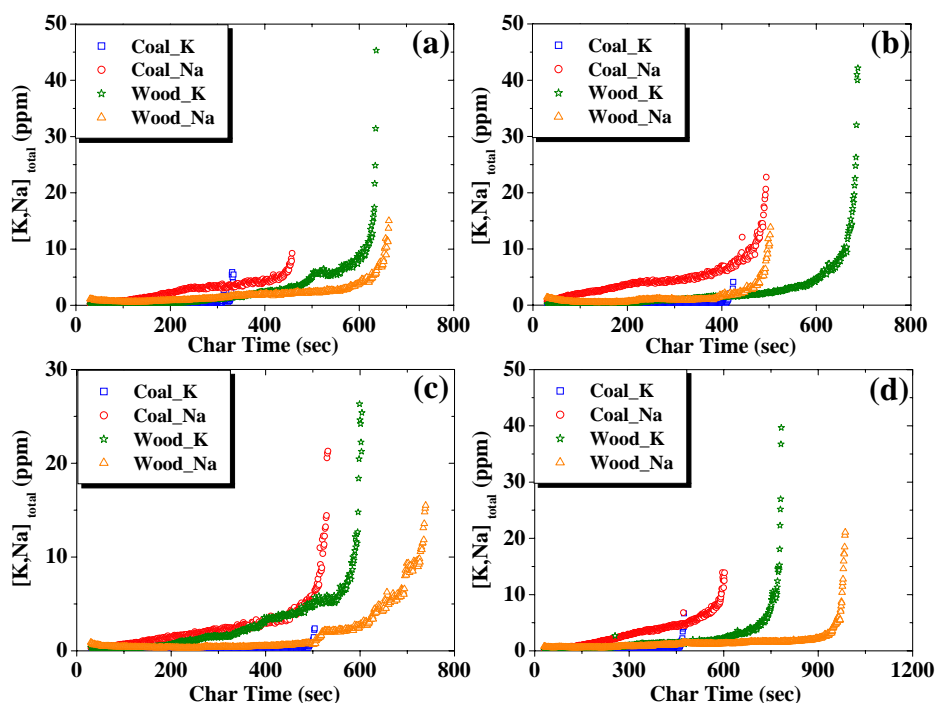 (a)
Coal_K
Coal_Na
Wood_K
Wood_Na
[K,Na] total (ppm)
50
40
30
20
10
0
0 200 400 600 800
Char Time (sec)
(b)
Coal_K
Coal_Na
Wood_K
Wood_Na
[K,Na] total (ppm)
50
40
30
20
10
0
0 200 400 600 800
Char Time (sec)
(c)
Coal_K
Coal_Na
Wood_K
Wood_Na
[K,Na] total (ppm)
30
20
10
0
0 200 400 600 800
Char Time (sec)
(d)
Coal_K
Coal_Na
Wood_K
Wood_Na
[K,Na] total (ppm)
50
40
30
20
10
0
0 300 600 900 1200
Char Time (sec)